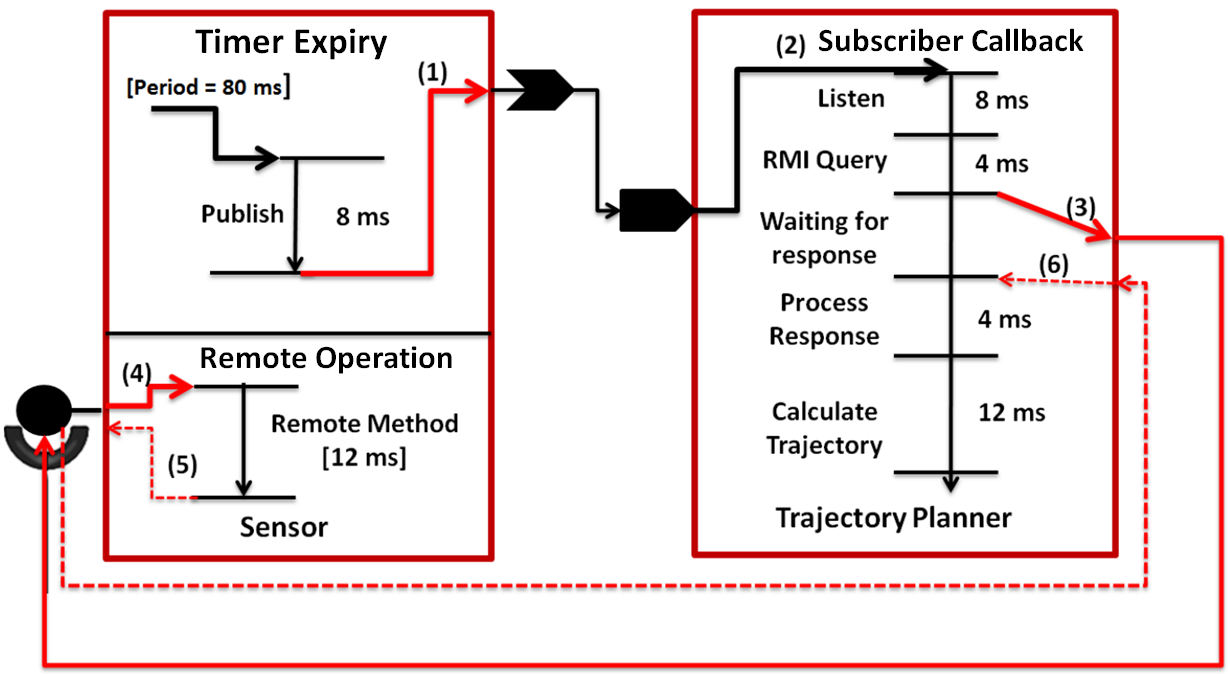 Timer Expiry
[Period = 80 ms]
(1)
Publish
8 ms
Remote Operation
(4)
Remote Method
[12 ms]
(5)
Sensor
(2)
Subscriber Callback
Listen
8 ms
RMI Query
4 ms
(3)
Waiting for
response
(6)
Process
Response
4 ms
Calculate
Trajectory
12 ms
Trajectory Planner